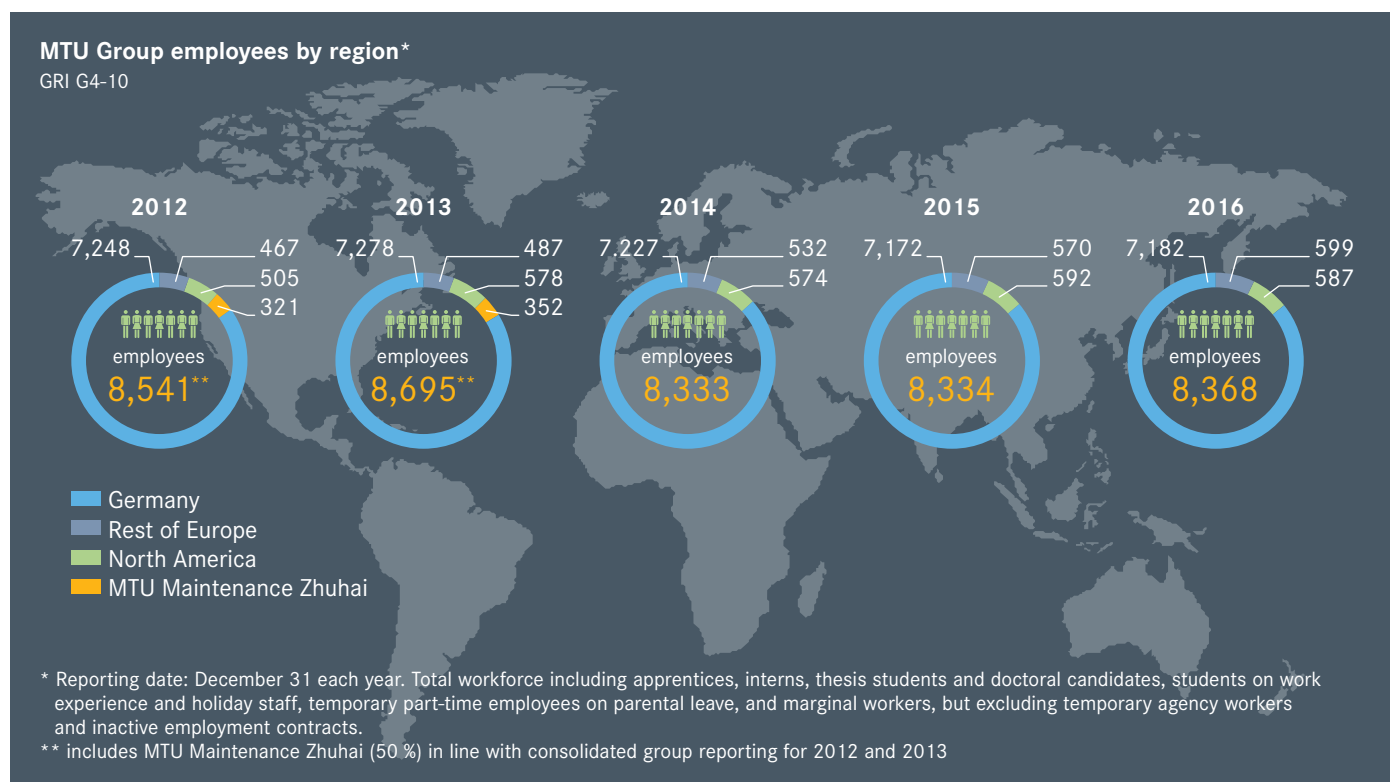 MTU Group employees by region*
GRI G4-10
2012
7,248
467
505
321
employees
8,541**
2013
7,278
487
578
352
employees
8,695**
2014
7.227
532
574
employees
8,333
2015
7,172
570
592
employees
8,334
2016
7,182
599
587
employees
8,368
Germany
Rest of Europe
North America
MTU Maintenance Zhuhai
* Reporting date: December 31 each year. Total workforce including apprentices, interns, thesis students and doctoral candidates, students on work
experience and holiday staff, temporary part-time employees on parental leave, and marginal workers, but excluding temporary agency workers
and inactive employment contracts.
** includes MTU Maintenance Zhuhai (50 %) in line with consolidated group reporting for 2012 and 2013